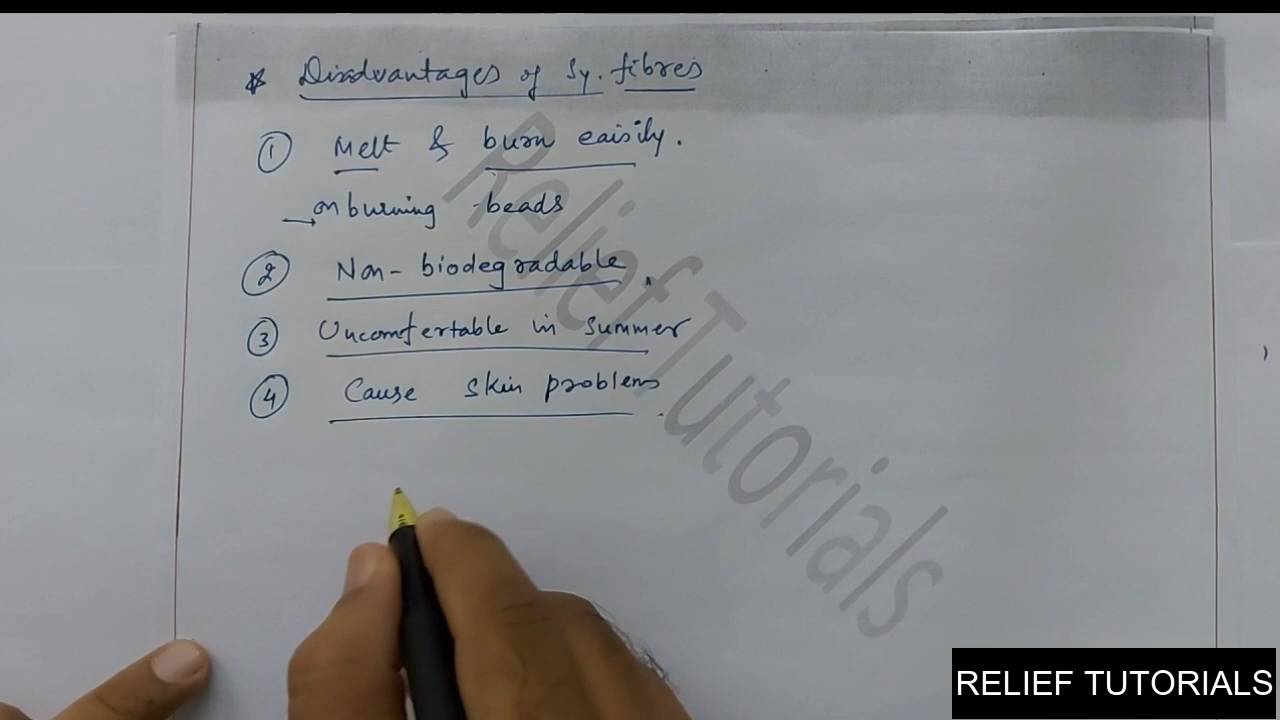 * Disadvantages of Sy. fibres
① Melt & burn eaisily.
→ on burning - beads
② Non-biodegradable.
③ Uncomfertable in summer
④ Cause skin problems.
Relief Tutorials
RELIEF TUTORIALS